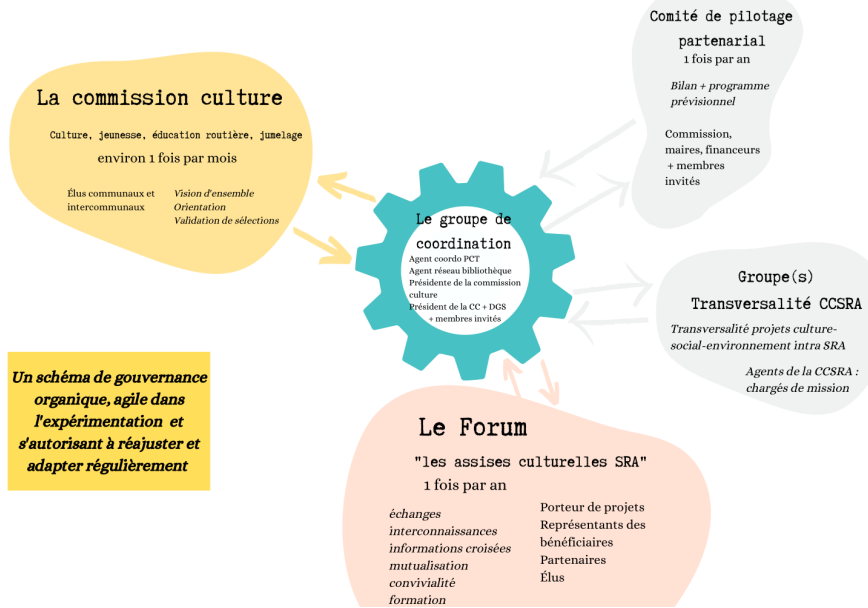 La commission culture
Culture, jeunesse, éducation routière, jumelage
environ 1 fois par mois
Élus communaux et
intercommunaux
Vision d'ensemble
Orientation
Validation de sélections
Comité de pilotage
partenarial
1 fois par an
Bilan + programme
prévisionnel
Commission,
maires, financeurs
+ membres
invités
Le groupe de
coordination
Agent coordo PCT
Agent réseau bibliothèque
Présidente de la commission
culture
Président de la CC + DGS
+ membres invités
Groupe(s)
Transversalité CCSRA
Transversalité projets culture-
social-environnement intra SRA
Agents de la CCSRA :
chargés de mission
Un schéma de gouvernance
organique, agile dans
l'expérimentation et
s'autorisant à réajuster et
adapter régulièrement
Le Forum
"les assises culturelles SRA"
1 fois par an
échanges
interconnaissances
informations croisées
mutualisation
convivialité
formation
Porteur de projets
Représentants des
bénéficiaires
Partenaires
Élus